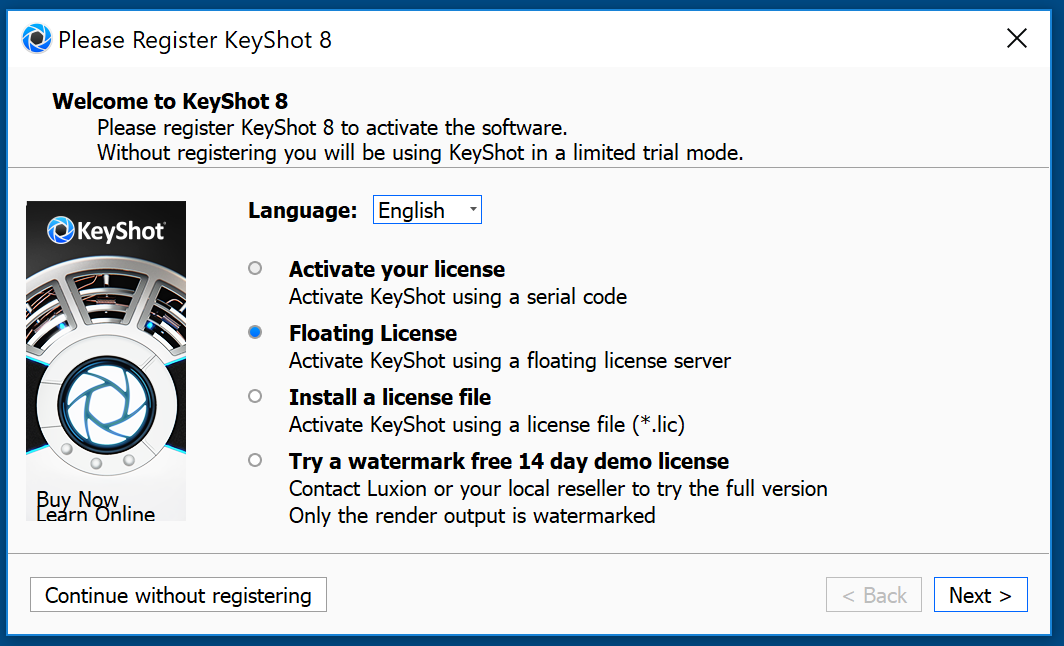 Please Register KeyShot 8
Welcome to KeyShot 8
Please register KeyShot 8 to activate the software.
Without registering you will be using KeyShot in a limited trial mode.
KeyShot
Buy Now
Learn Online
Language: English
Activate your license
Activate KeyShot using a serial code
Floating License
Activate KeyShot using a floating license server
Install a license file
Activate KeyShot using a license file (*.lic)
Try a watermark free 14 day demo license
Contact Luxion or your local reseller to try the full version
Only the render output is watermarked
Continue without registering
< Back
Next >